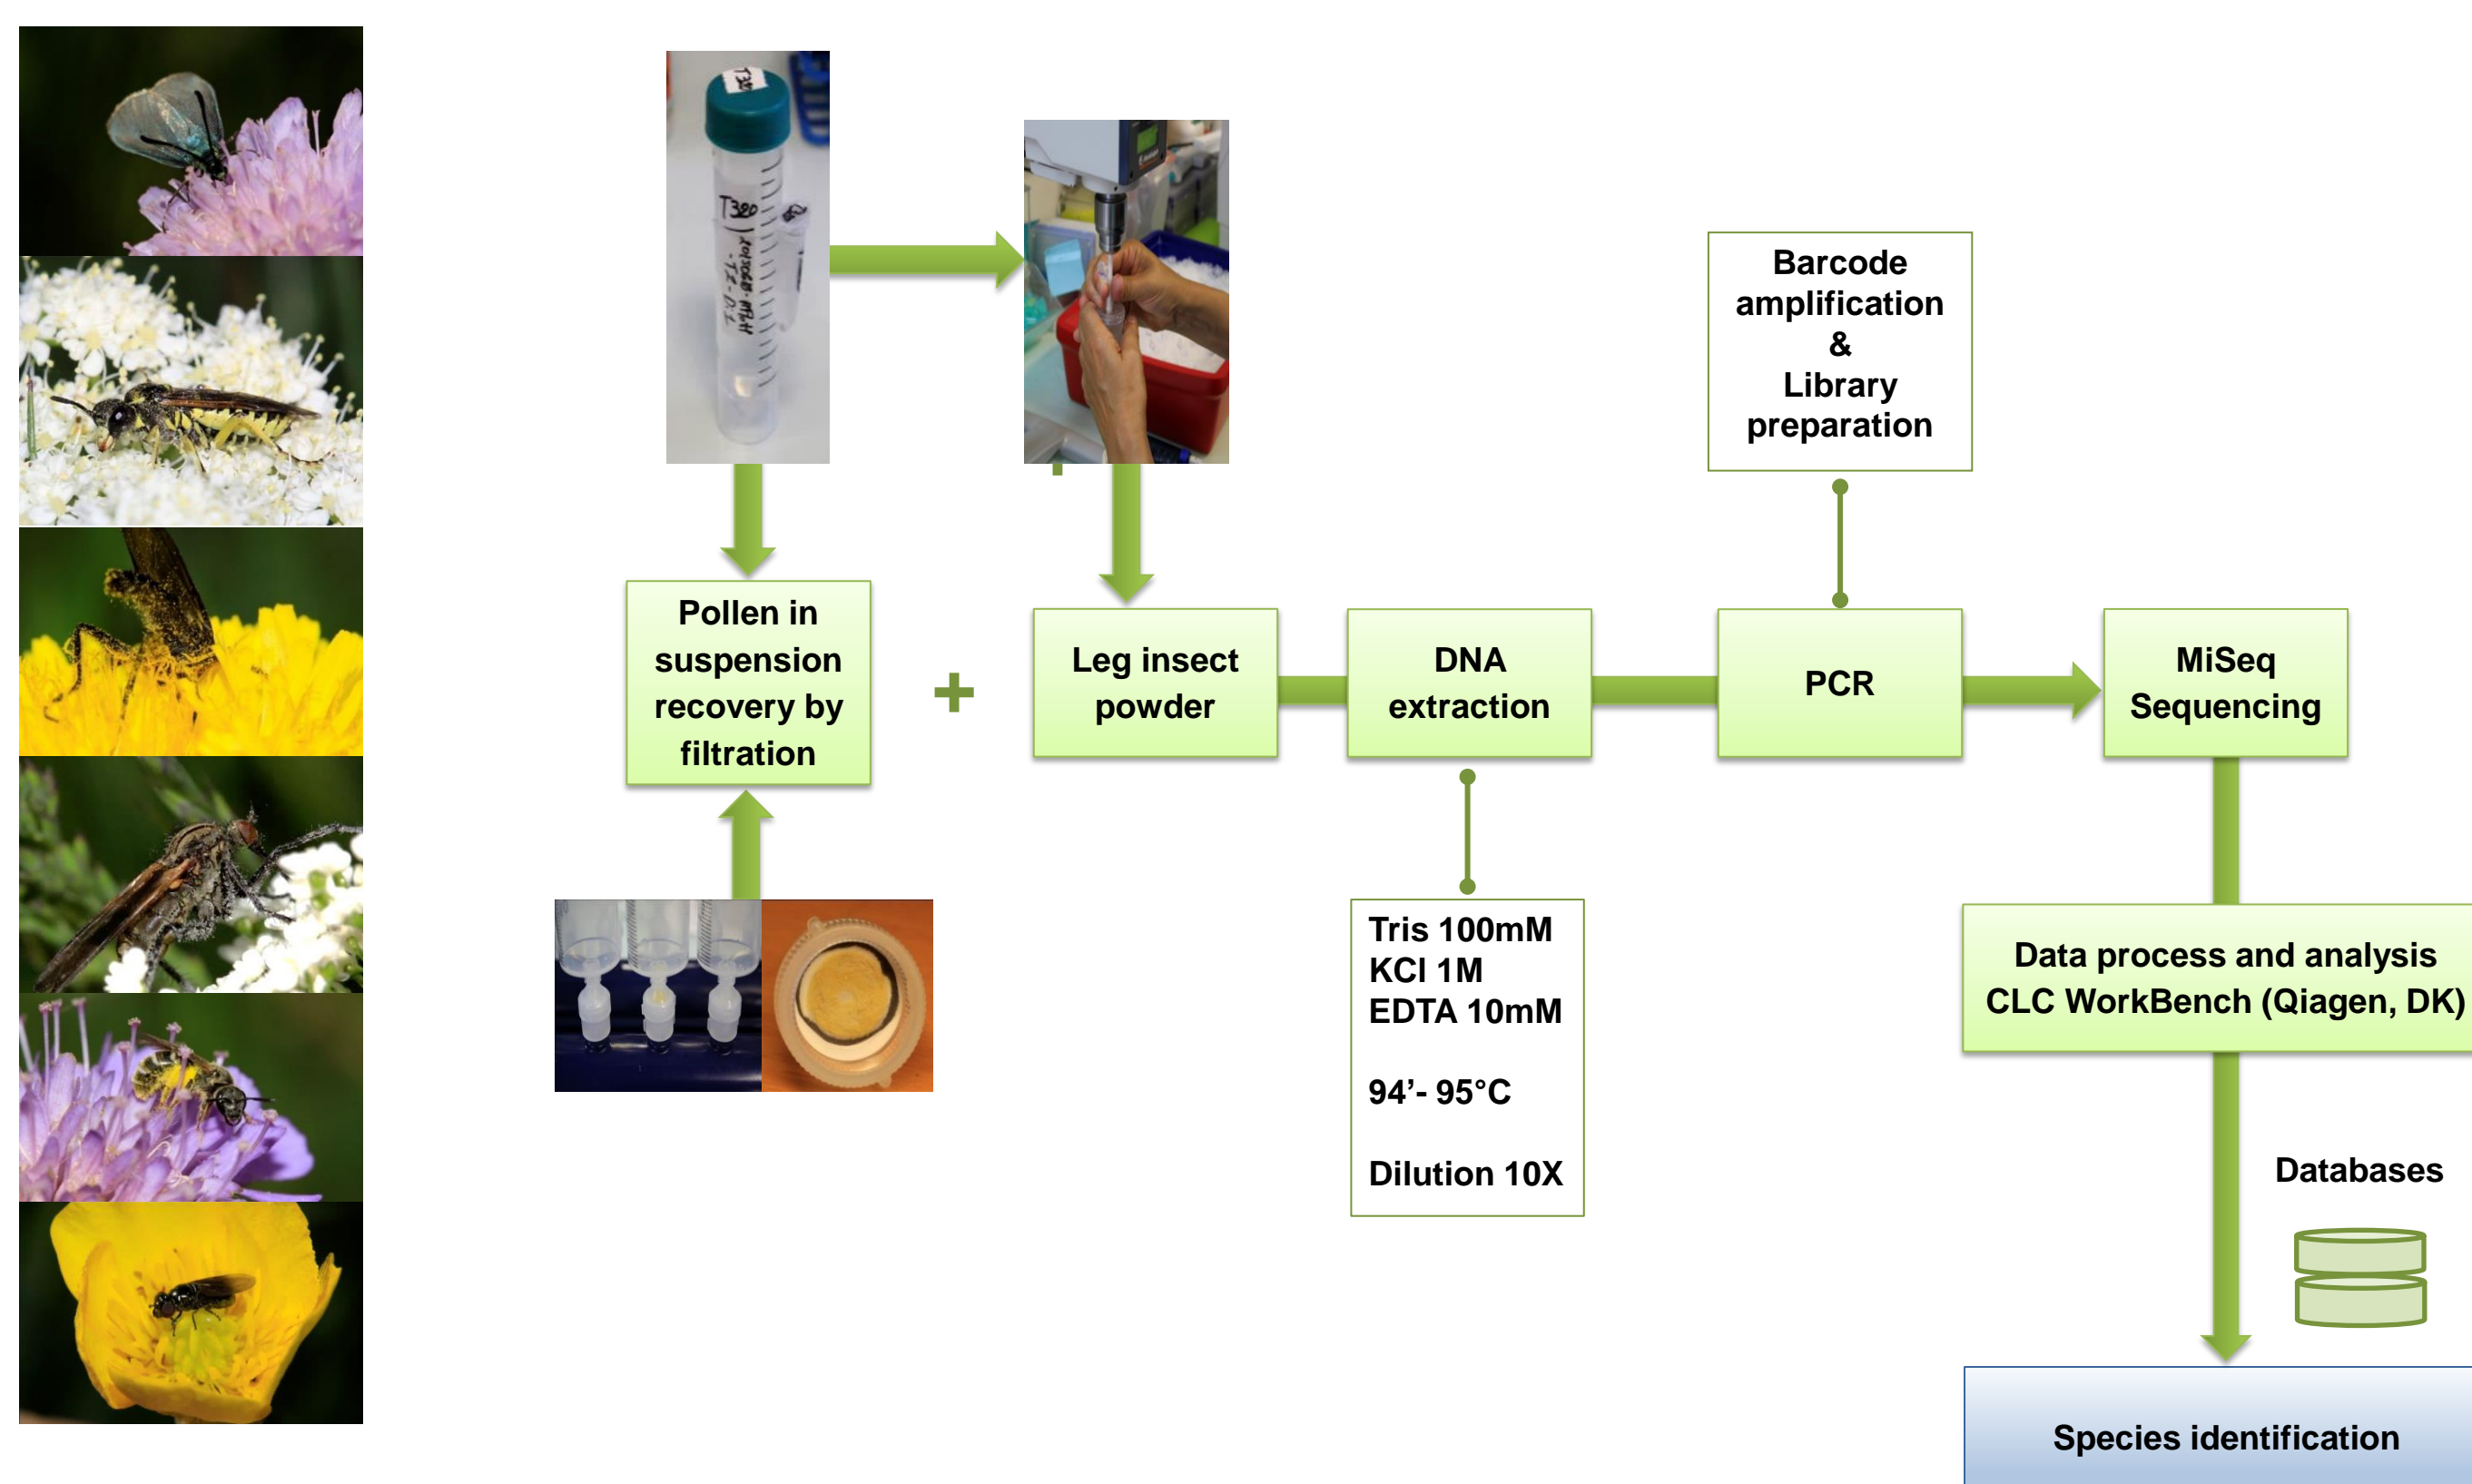 T320
T380
Pollen in
suspension
recovery by
filtration
Leg insect
powder
DNA
extraction
Tris 100mM
KCl 1M
EDTA 10mM
94’- 95°C
Dilution 10X
Barcode
amplification
&
Library
preparation
PCR
MiSeq
Sequencing
Data process and analysis
CLC WorkBench (Qiagen, DK)
Databases
Species identification